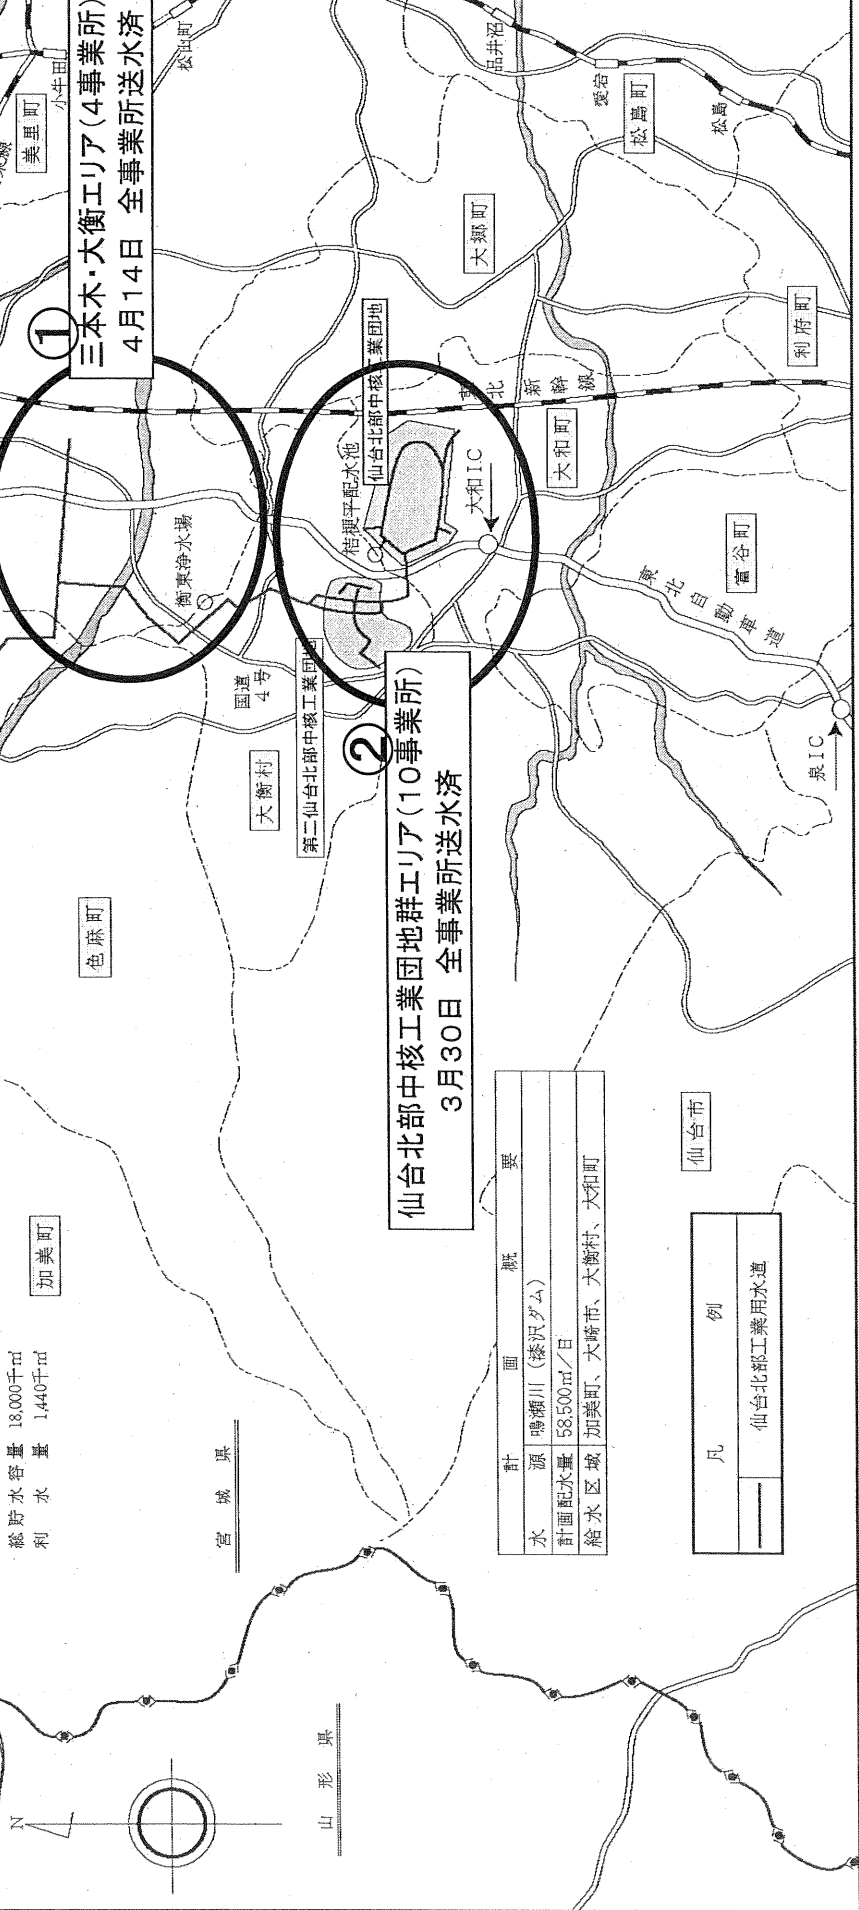 N
山形県
宮城県
総貯水容量 18,000千㎥
利水量 1,440千㎥
加美町
色麻町
大衡村
国道
4号
衡東浄水場
第二仙台北部中核工業団地
桔梗平配水池
仙台北部中核工業団地
①
三本木・大衡エリア(4事業所)
4月14日 全事業所送水済
②
仙台北部中核工業団地群エリア(10事業所)
3月30日 全事業所送水済
美里町
小牛田
松山町
品井沼
愛宕
松島町
松島
大郷町
利府町
東北新幹線
大和町
大和IC
富谷町
東北自動車道
泉IC
仙台市
計画概要
水源 鳴瀬川(漆沢ダム)
計画配水量 58,500㎥/日
給水区域 加美町、大崎市、大衡村、大和町
凡例
仙台北部工業用水道